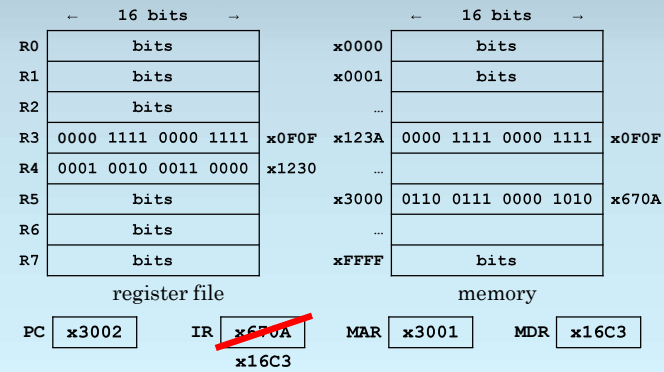 ← 16 bits → ← 16 bits →
R0 bits x0000 bits
R1 bits x0001 bits
R2 bits …
R3 0000 1111 0000 1111 x0F0F x123A 0000 1111 0000 1111 x0F0F
R4 0001 0010 0011 0000 x1230 …
R5 bits x3000 0110 0111 0000 1010 x670A
R6 bits …
R7 bits xFFFF bits
register file memory
PC x3002 IR x670A MAR x3001 MDR x16C3
x16C3